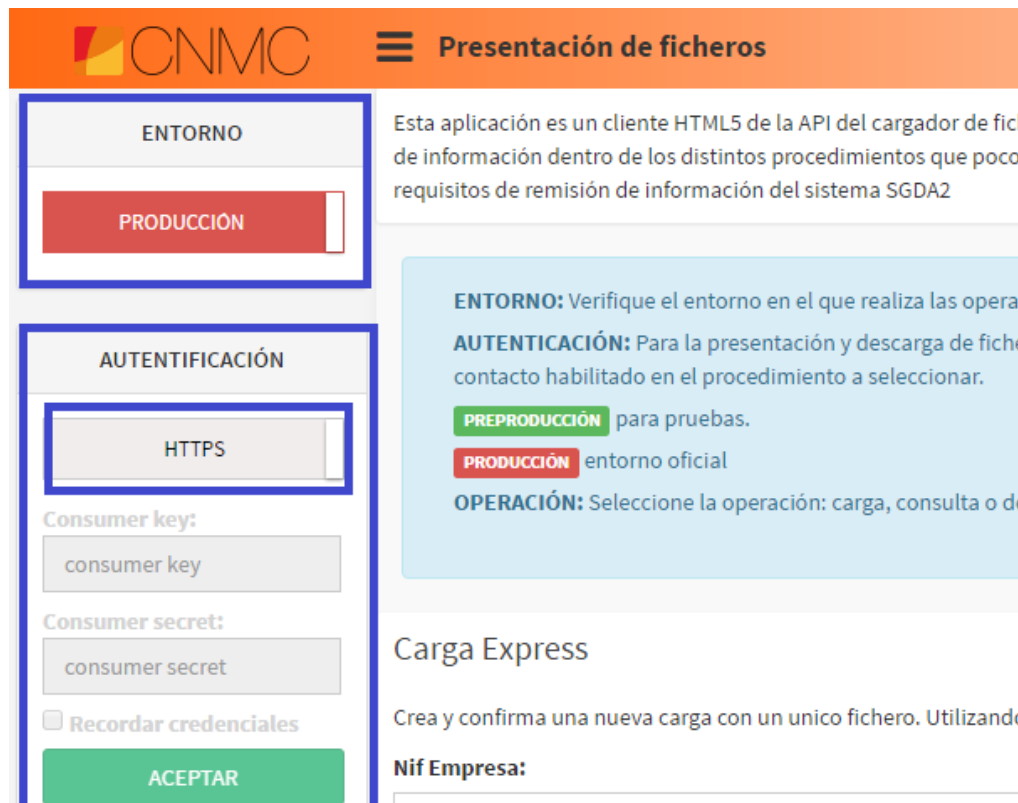 CNMC
Presentación de ficheros
ENTORNO
PRODUCCIÓN
AUTENTIFICACIÓN
HTTPS
Consumer key:
consumer key
Consumer secret:
consumer secret
Recordar credenciales
ACEPTAR
Esta aplicación es un cliente HTML5 de la API del cargador de
de información dentro de los distintos procedimientos que poco
requisitos de remisión de información del sistema SGDA2
ENTORNO: Verifique el entorno en el que realiza las
AUTENTICACIÓN: Para la presentación y descarga de
contacto habilitado en el procedimiento a seleccionar.
PREPRODUCCIÓN para pruebas.
PRODUCCIÓN entorno oficial
OPERACIÓN: Seleccione la operación: carga, consulta o
Carga Express
Crea y confirma una nueva carga con un unico fichero.
Nif Empresa: